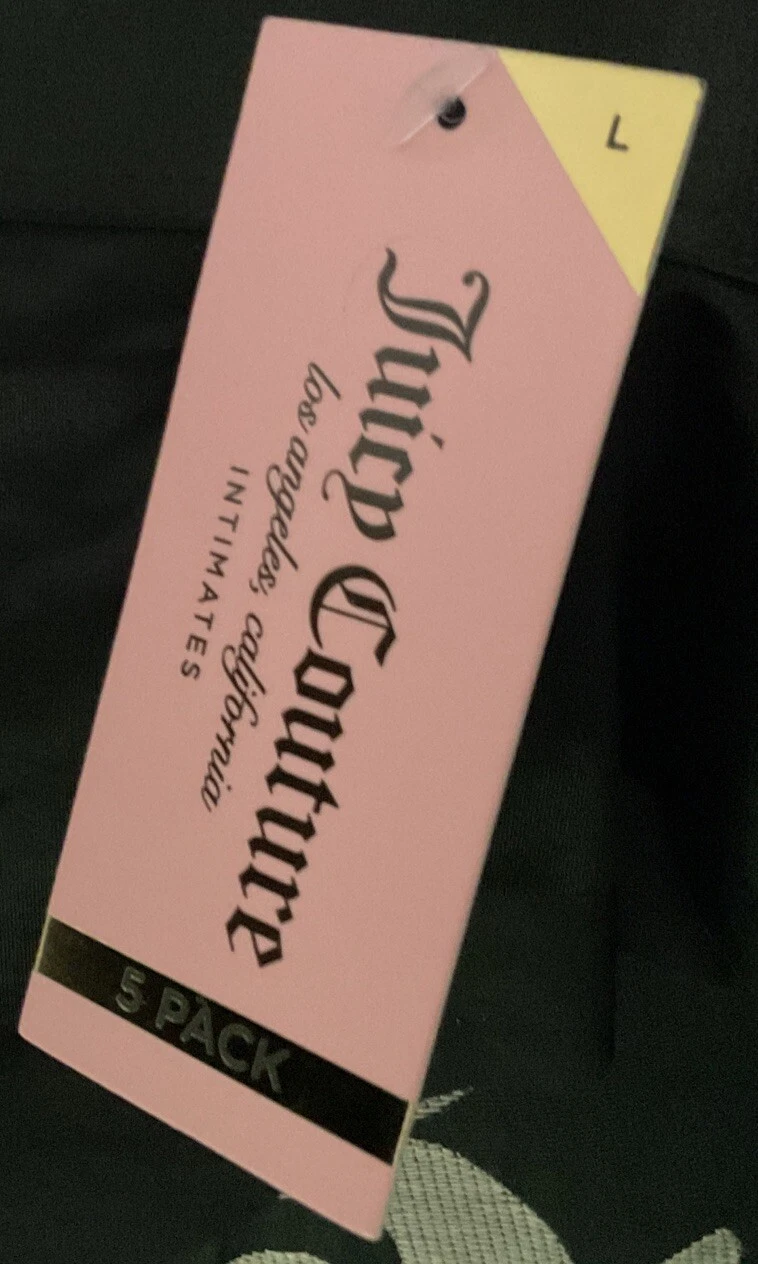 L
Juicy Couture
los angeles, california
INTIMATES
5 PACK